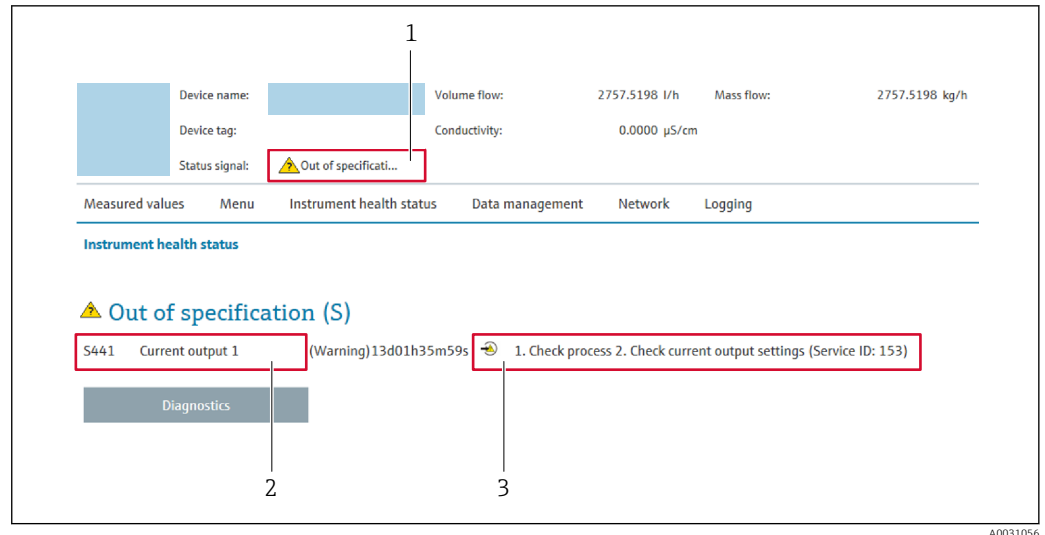 1
Device name: Volume flow: 2757.5198 l/h Mass flow: 2757.5198 kg/h
Device tag: Conductivity: 0.0000 µS/cm
Status signal: Out of specificati...
Measured values Menu Instrument health status Data management Network Logging
Instrument health status
Out of specification (S)
S441 Current output 1 (Warning)13d01h35m59s 1. Check process 2. Check current output settings (Service ID: 153)
Diagnostics
2 3
A0031056